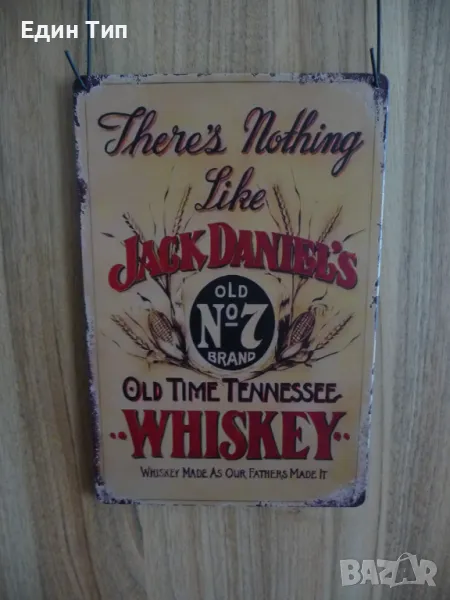 Един Тип
There's Nothing
Like
JACK DANIEL'S
OLD
Nº7
BRAND
OLD TIME TENNESSEE
WHISKEY
WHISKEY MADE AS OUR FATHERS MADE IT
BAZAR